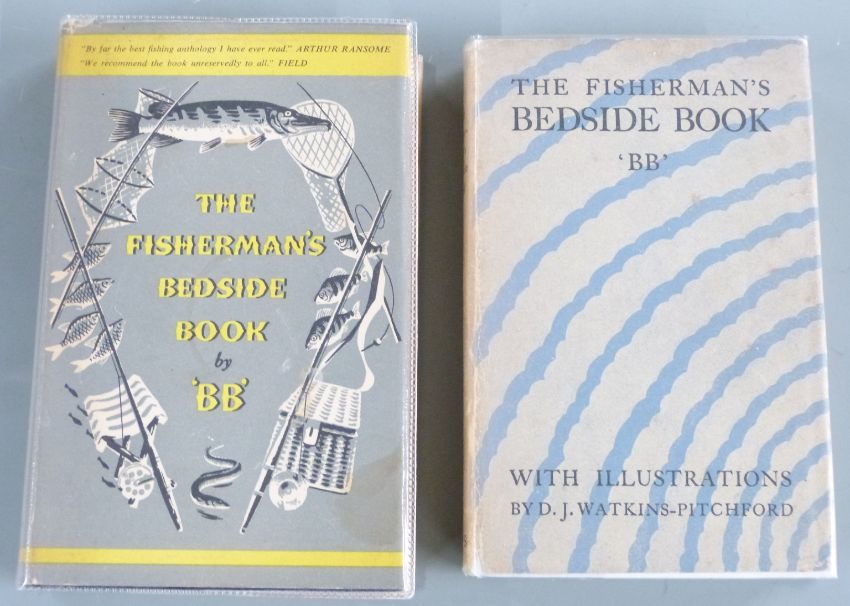 "By far the best fishing anthology I have ever read." ARTHUR RANSOME
"We recommend the book unreservedly to all." FIELD
THE
FISHERMAN'S
BEDSIDE
BOOK
by
'BB'
THE FISHERMAN'S
BEDSIDE BOOK
'BB'
WITH ILLUSTRATIONS
BY D. J. WATKINS-PITCHFORD